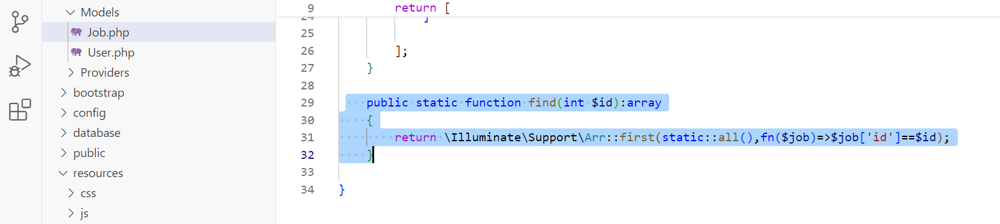 Models
Job.php
User.php
Providers
bootstrap
config
database
public
resources
css
js
9 return [
24 ]
25
26 ];
27 }
28
29 public static function find(int $id):array
30 {
31 return \Illuminate\Support\Arr::first(static::all(),fn($job)=>$job['id']==$id);
32 }
33
34 }